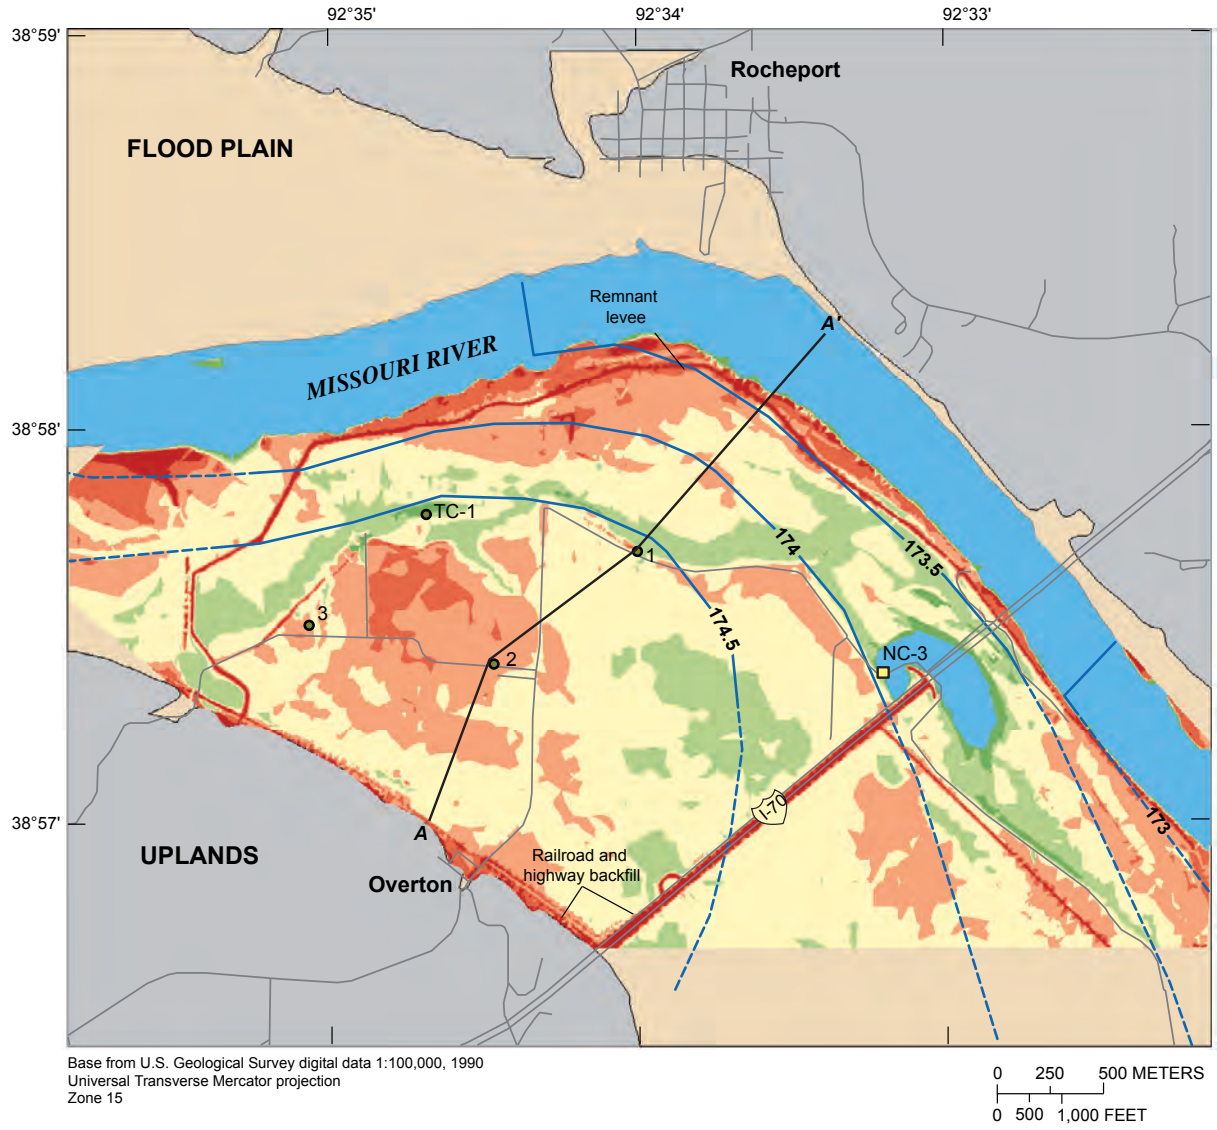 92°35' 92°34' 92°33'
38°59'
Rocheport
FLOOD PLAIN
Remnant
levee
A'
MISSOURI RIVER
38°58'
TC-1
1
174
173.5
3
174.5
2
NC-3
I-70
173
38°57'
A
UPLANDS
Railroad and
highway backfill
Overton
Base from U.S. Geological Survey digital data 1:100,000, 1990
Universal Transverse Mercator projection
Zone 15
0 250 500 METERS
0 500 1,000 FEET